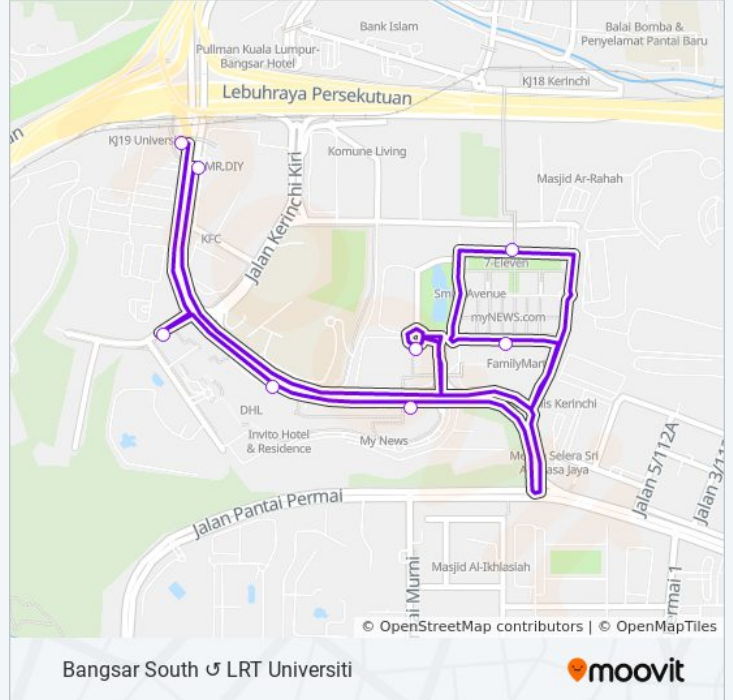 Bank Islam
Balai Bomba &
Penyelamat Pantai Baru
Pullman Kuala Lumpur-
Bangsar Hotel
KJ18 Kerinchi
Lebuhraya Persekutuan
KJ19 Univers
MR.DIY
Komune Living
Masjid Ar-Rahah
Jalan Kerinchi Kiri
KFC
7-Eleven
Avenue
myNEWS.com
FamilyMart
Kerinchi
DHL
Invito Hotel
& Residence
My News
Selera Sri
Jaya
Jalan 5/112A
Jalan Pantai Permai
Masjid Al-Ikhlasiah
Murni
© OpenStreetMap contributors | © OpenMapTiles
Bangsar South ↺ LRT Universiti
moovit